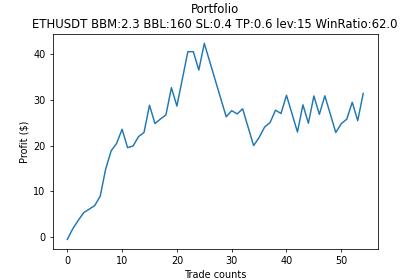 Portfolio
ETHUSDT BBM:2.3 BBL:160 SL:0.4 TP:0.6 lev:15 WinRatio:62.0
40
30
20
10
0
Profit ($)
0 10 20 30 40 50
Trade counts